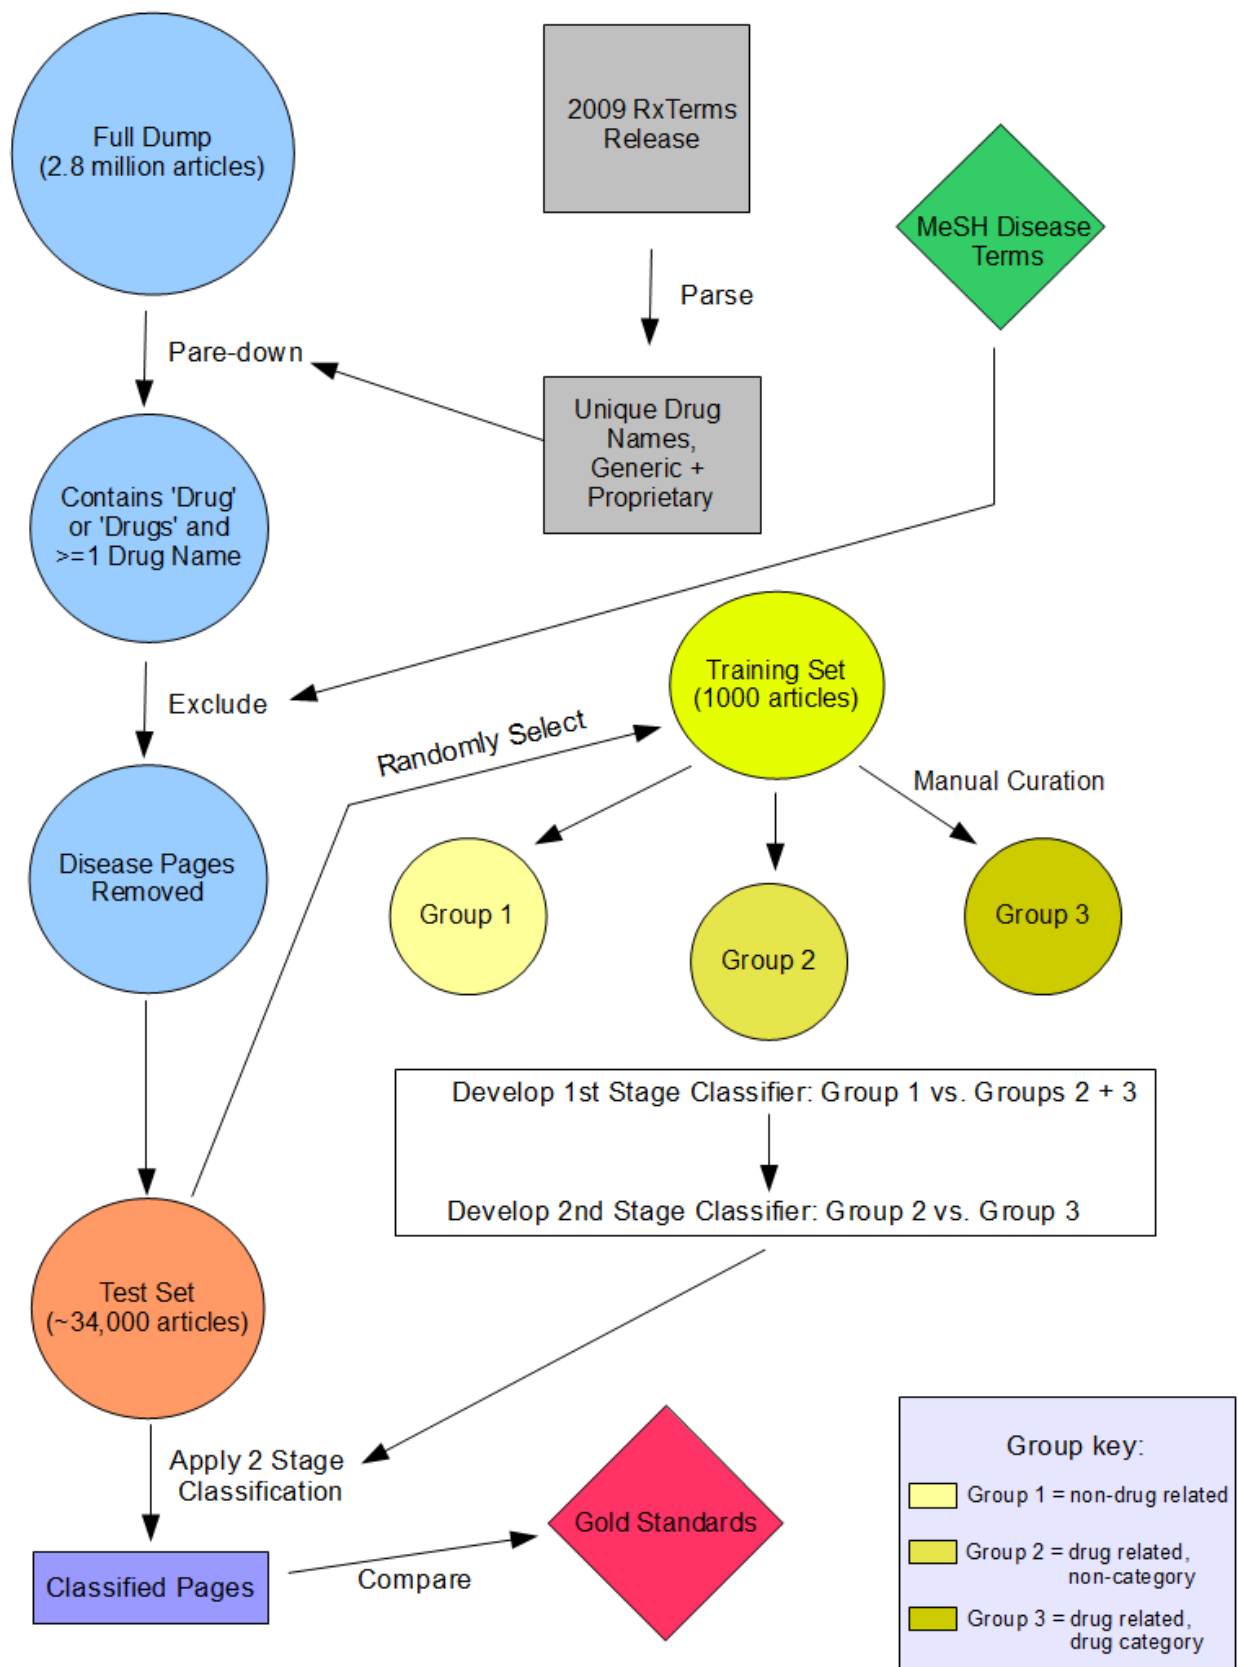 Full Dump
(2.8 million articles)
2009 RxTerms
Release
MeSH Disease
Terms
Parse
Pare-down
Unique Drug
Names,
Generic +
Proprietary
Contains 'Drug'
or 'Drugs' and
>=1 Drug Name
Exclude
Training Set
(1000 articles)
Randomly Select
Manual Curation
Disease Pages
Removed
Group 1
Group 2
Group 3
Develop 1st Stage Classifier: Group 1 vs. Groups 2 + 3
Develop 2nd Stage Classifier: Group 2 vs. Group 3
Test Set
(~34,000 articles)
Apply 2 Stage
Classification
Classified Pages
Compare
Gold Standards
Group key:
Group 1 = non-drug related
Group 2 = drug related,
non-category
Group 3 = drug related,
drug category